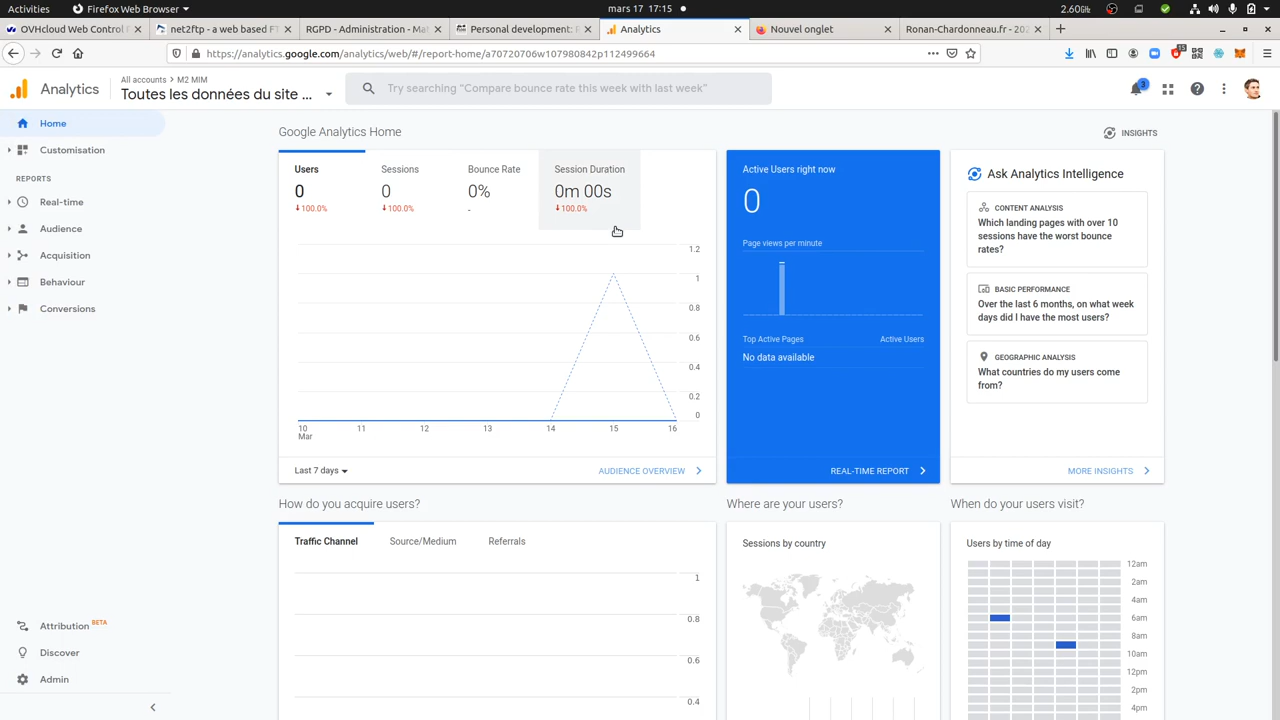 Activities
Firefox Web Browser
mars 17 17:15
2.60GHz
OVHcloud Web Control P
net2ftp - a web based FT
RGPD - Administration - Ma
Personal development: Web
Analytics
Nouvel onglet
Ronan-Chardonneau.fr - 202
https://analytics.google.com/analytics/web/#/report-home/a70720706w107980842p112499664
15
Analytics
All accounts > M2 MIM
Toutes les données du site ...
Try searching “Compare bounce rate this week with last week”
3
Home
Customisation
REPORTS
Real-time
Audience
Acquisition
Behaviour
Conversions
Attribution BETA
Discover
Admin
Google Analytics Home
INSIGHTS
Users
0
100.0%
Sessions
0
100.0%
Bounce Rate
0%
-
Session Duration
0m 00s
100.0%
1.2
1
0.8
0.6
0.4
0.2
0
10
Mar
11
12
13
14
15
16
Last 7 days
AUDIENCE OVERVIEW
Active Users right now
0
Page views per minute
Top Active Pages
Active Users
No data available
REAL-TIME REPORT
Ask Analytics Intelligence
CONTENT ANALYSIS
Which landing pages with over 10
sessions have the worst bounce
rates?
BASIC PERFORMANCE
Over the last 6 months, on what week
days did I have the most users?
GEOGRAPHIC ANALYSIS
What countries do my users come
from?
MORE INSIGHTS
How do you acquire users?
Traffic Channel
Source/Medium
Referrals
1
0.8
0.6
0.4
Where are your users?
Sessions by country
When do your users visit?
Users by time of day
12am
2am
4am
6am
8am
10am
12pm
2pm
4pm